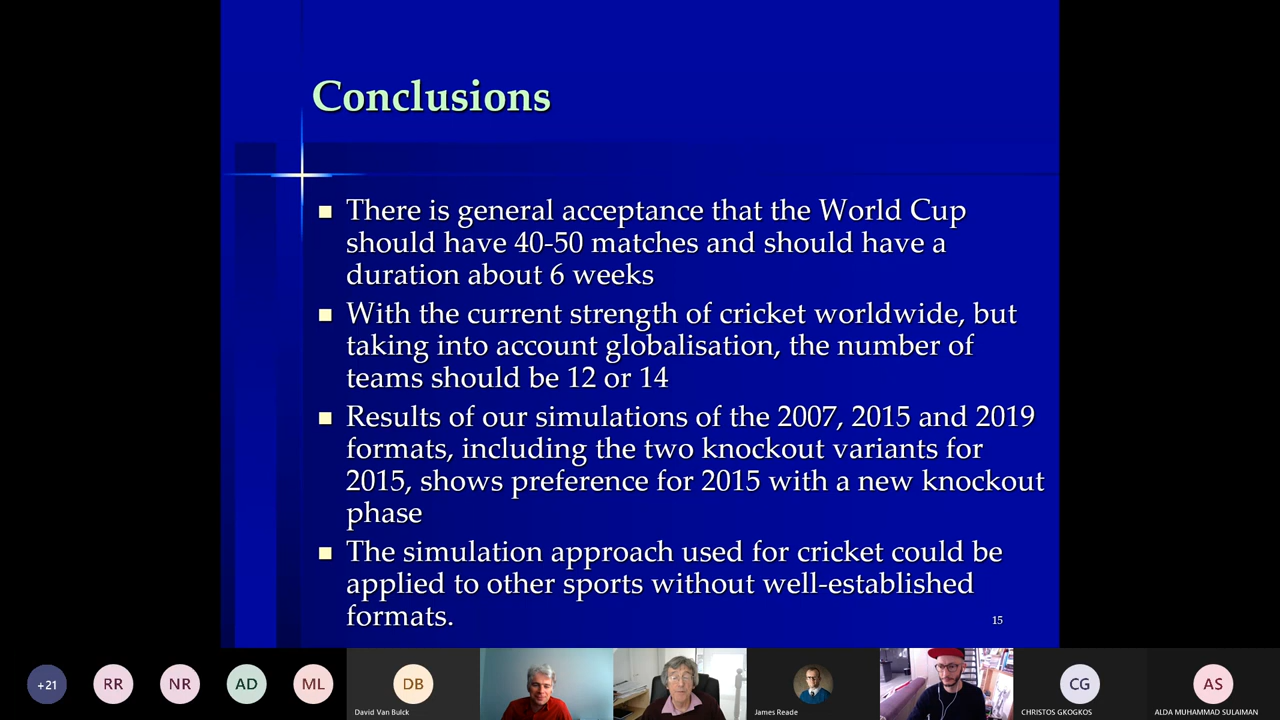 Conclusions
There is general acceptance that the World Cup
should have 40-50 matches and should have a
duration about 6 weeks
With the current strength of cricket worldwide, but
taking into account globalisation, the number of
teams should be 12 or 14
Results of our simulations of the 2007, 2015 and 2019
formats, including the two knockout variants for
2015, shows preference for 2015 with a new knockout
phase
The simulation approach used for cricket could be
applied to other sports without well-established
formats.
15
+21
RR
NR
AD
ML
DB
David Van Bulck
James Reade
CG
CHRISTOS GKOGKOS
AS
ALDA MUHAMMAD SULAIMAN